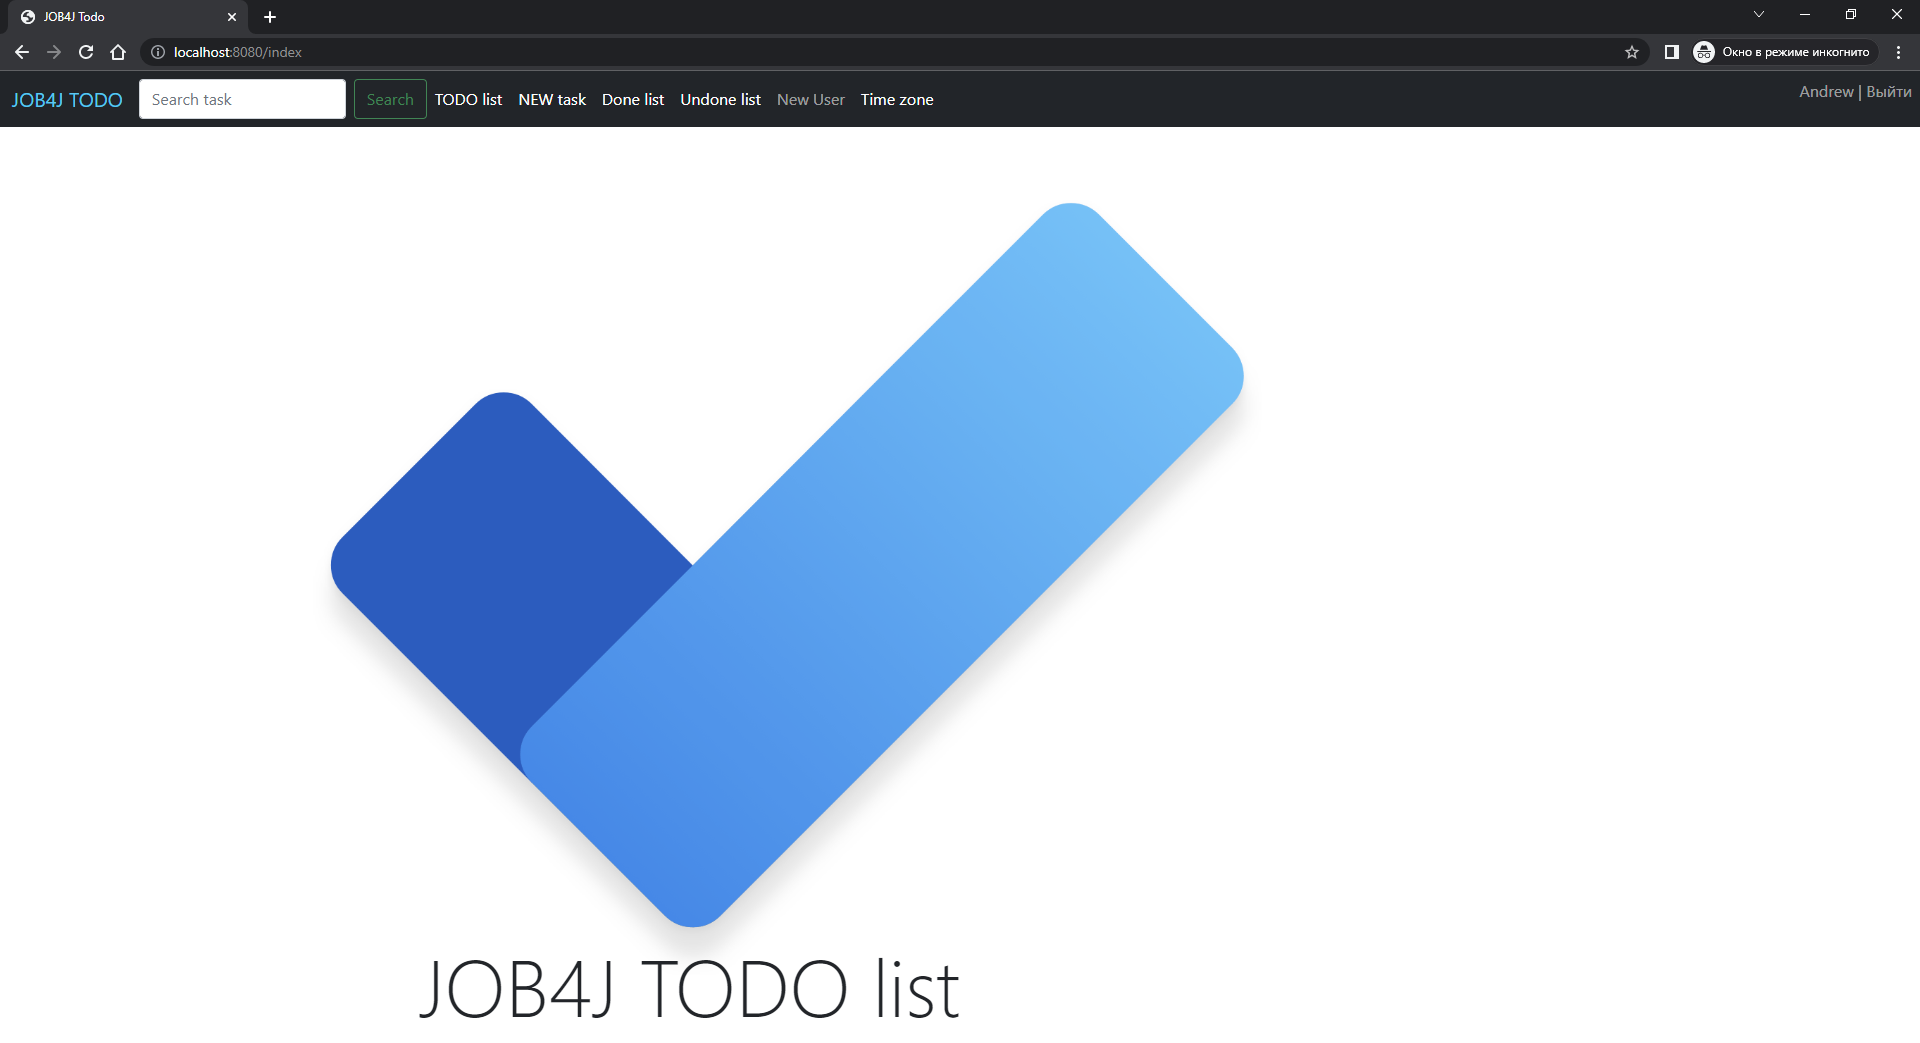 JOB4J Todo
localhost:8080/index
Окно в режиме инкогнито
JOB4J TODO Search task Search TODO list NEW task Done list Undone list New User Time zone Andrew | Выйти
JOB4J TODO list